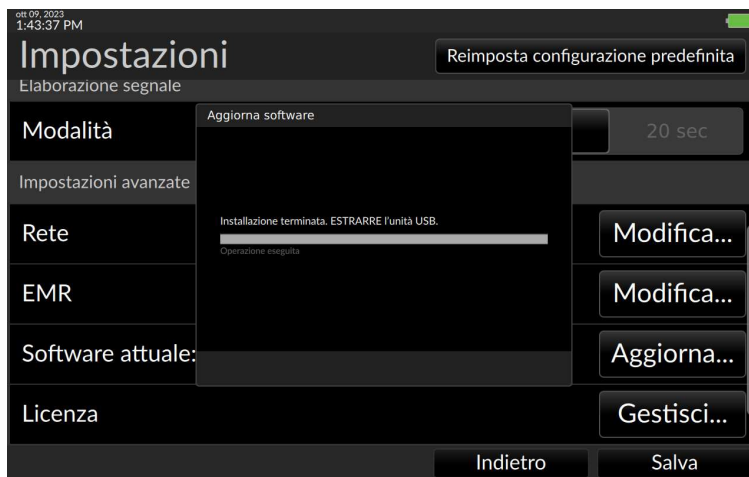 ott 09, 2023
1:43:37 PM
Impostazioni
Reimposta configurazione predefinita
Elaborazione segnale
Aggiorna software
Modalità
20 sec
Impostazioni avanzate
Installazione terminata. ESTRARRE l'unità USB.
Operazione eseguita
Rete
Modifica...
EMR
Modifica...
Software attuale:
Aggiorna...
Licenza
Gestisci...
Indietro
Salva